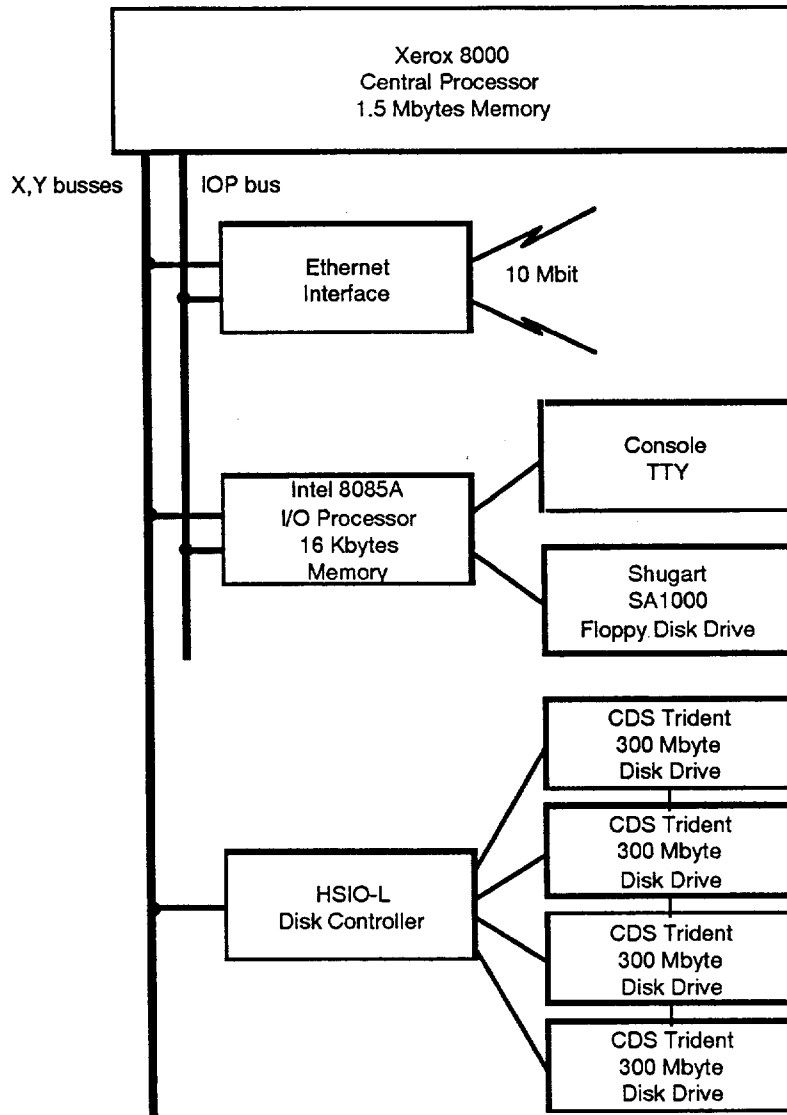 Xerox 8000
Central Processor
1.5 Mbytes Memory
X,Y busses
IOP bus
Ethernet
Interface
10 Mbit
Console
TTY
Intel 8085A
I/O Processor
16 Kbytes
Memory
Shugart
SA1000
Floppy Disk Drive
CDS Trident
300 Mbyte
Disk Drive
CDS Trident
300 Mbyte
Disk Drive
HSIO-L
Disk Controller
CDS Trident
300 Mbyte
Disk Drive
CDS Trident
300 Mbyte
Disk Drive